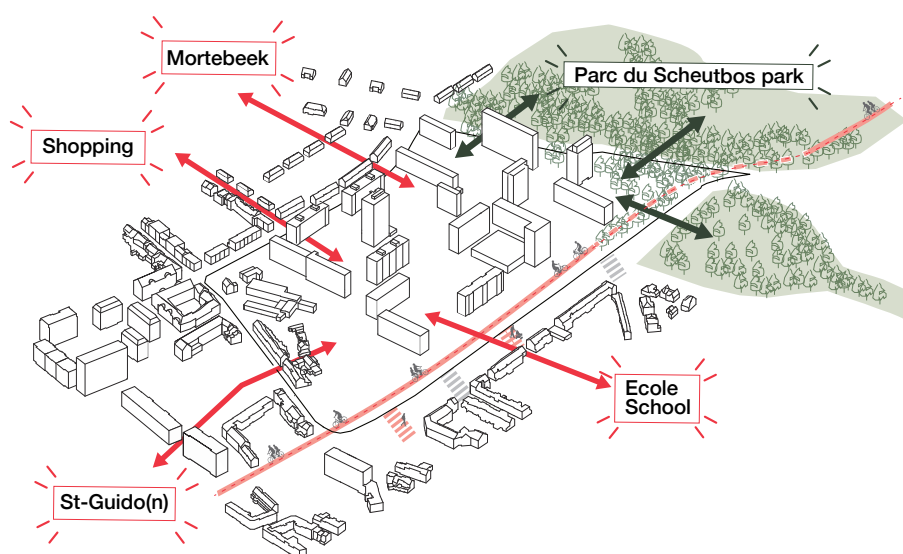 Mortebeek
Parc du Scheutbos park
Shopping
Ecole
School
St-Guido(n)